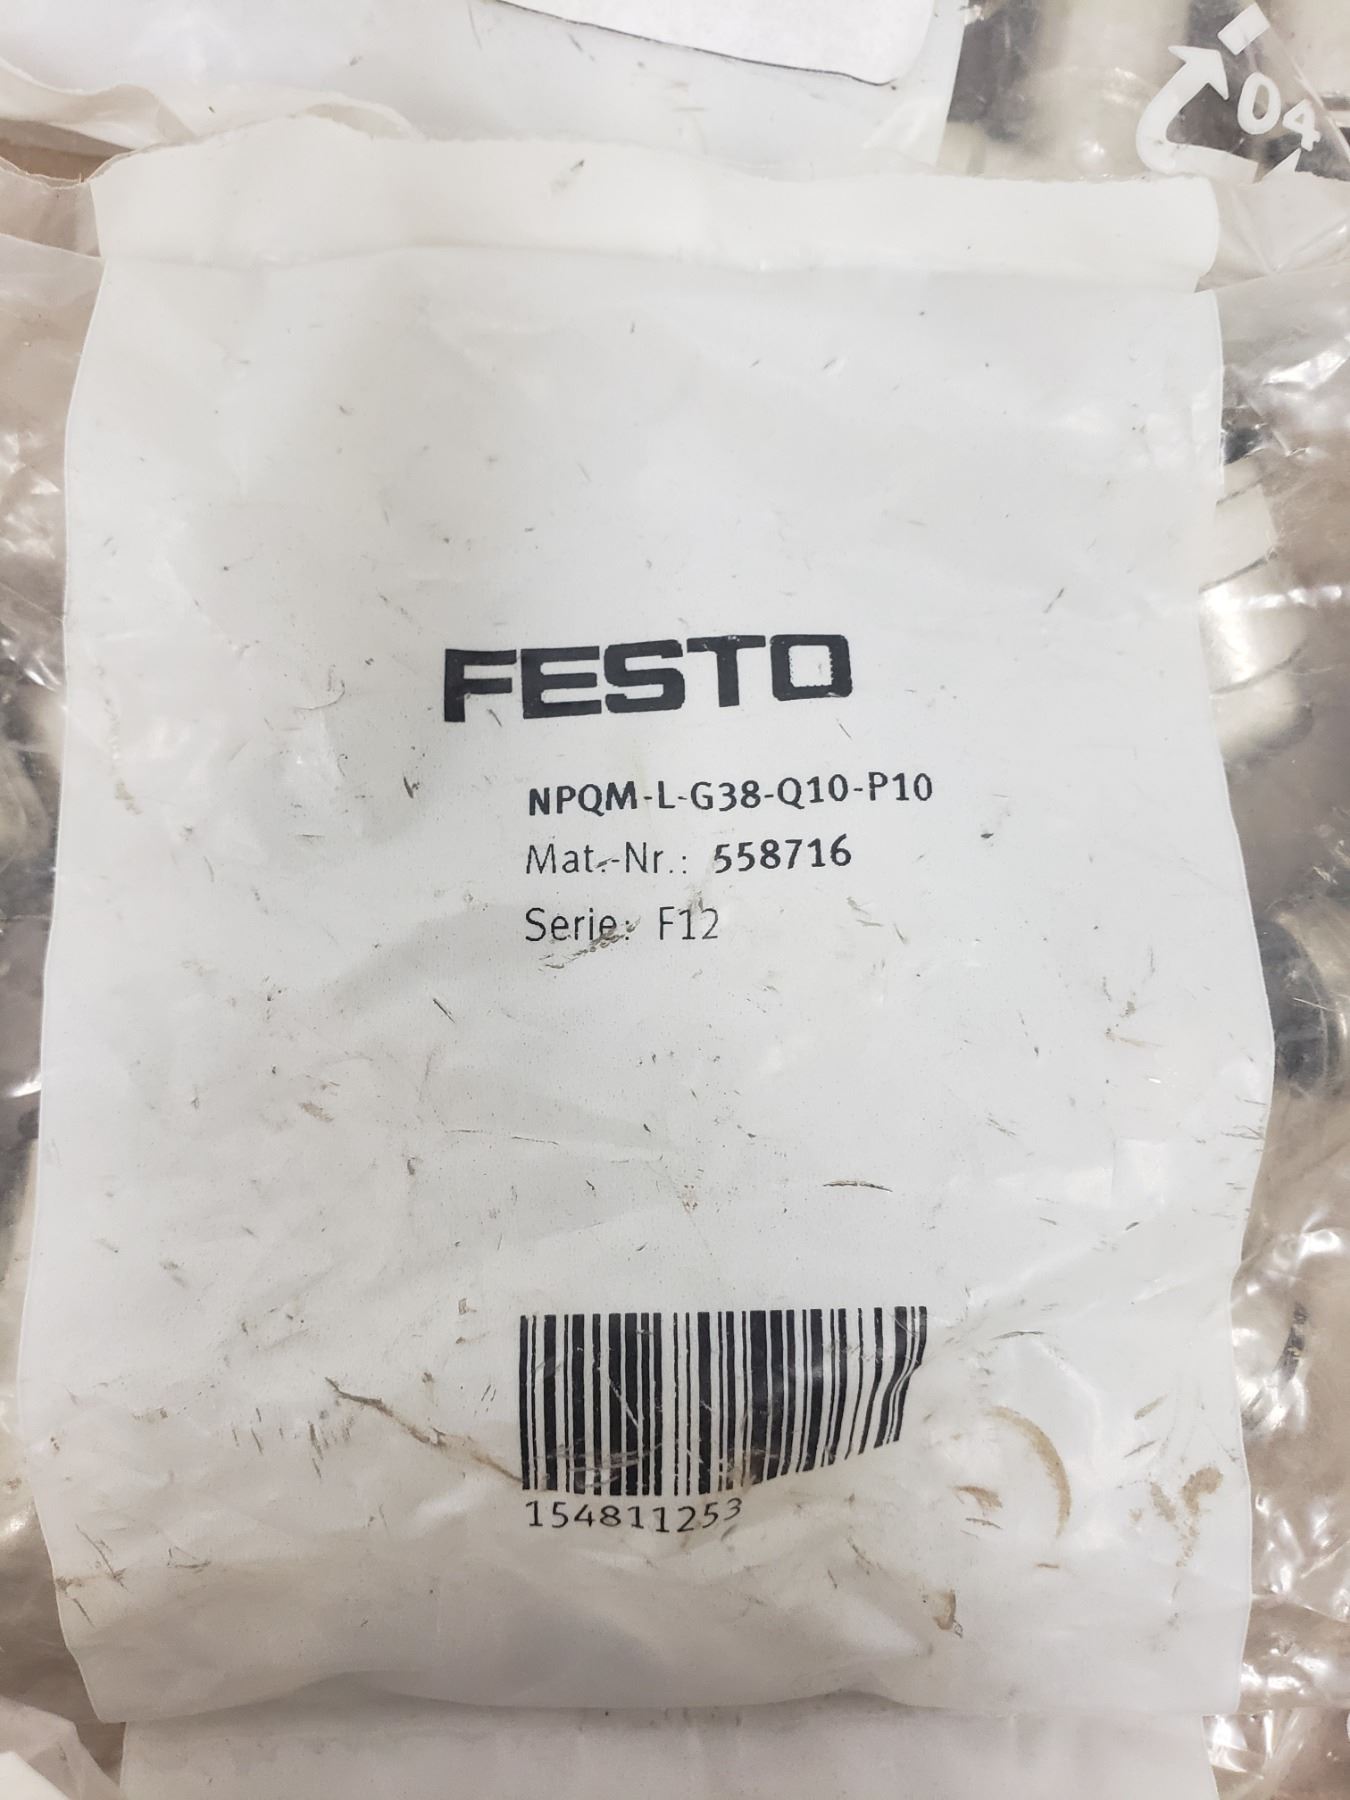 04
FESTO
NPQM-L-G38-Q10-P10
Mat.-Nr.: 558716
Serie: F12
154811253